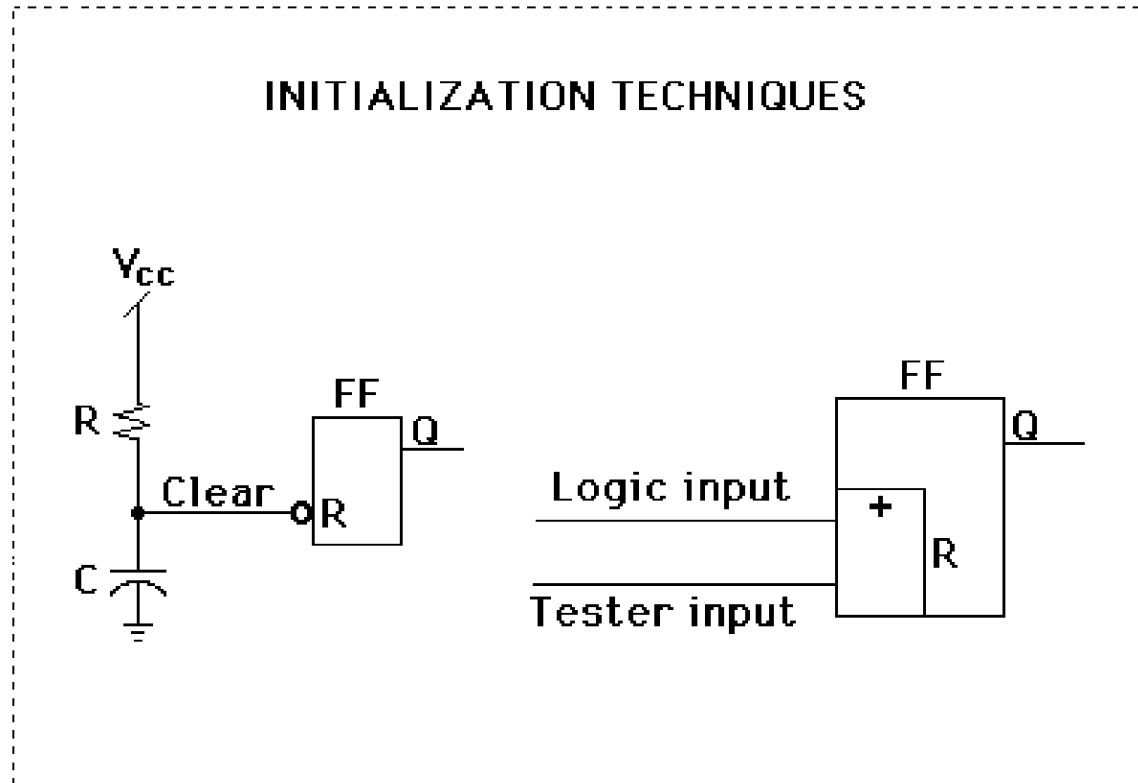 INITIALIZATION TECHNIQUES
Vcc
R
C
Clear
FF
R
Q
FF
Logic input
Tester input
+
R
Q